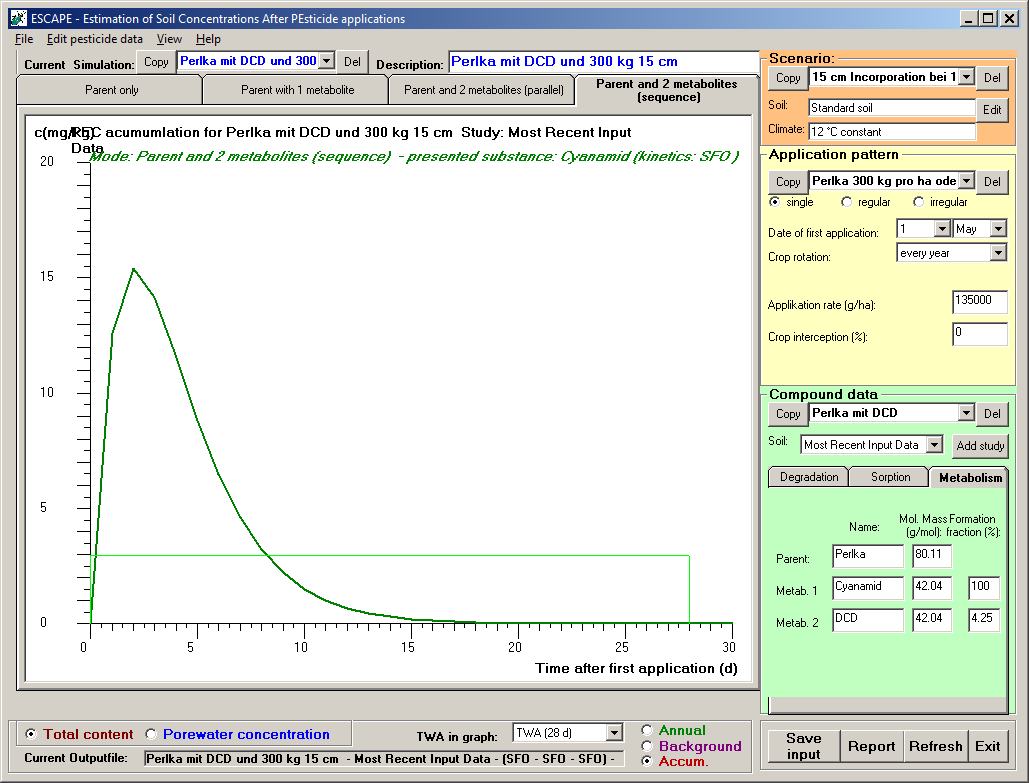 ESCAPE - Estimation of Soil Concentrations After PEsticide applications
File Edit pesticide data View Help
Current Simulation: Copy Perlka mit DCD und 300 Del Description: Perlka mit DCD und 300 kg 15 cm
Parent only Parent with 1 metabolite Parent and 2 metabolites (parallel) Parent and 2 metabolites (sequence)
c(mg/kg)
PEC acumumlation for Perlka mit DCD und 300 kg 15 cm Study: Most Recent Input Data
Mode: Parent and 2 metabolites (sequence) - presented substance: Cyanamid (kinetics: SFO )
20
15
10
5
0
0 5 10 15 20 25 30
Time after first application (d)
Scenario:
Copy 15 cm Incorporation bei 1 Del
Soil: Standard soil Edit
Climate: 12 °C constant
Application pattern
Copy Perlka 300 kg pro ha ode Del
single regular irregular
Date of first application: 1 May
Crop rotation: every year
Applikation rate (g/ha): 135000
Crop interception (%): 0
Compound data
Copy Perlka mit DCD Del
Soil: Most Recent Input Data Add study
Degradation Sorption Metabolism
Name: Mol. Mass (g/mol): Formation fraction (%):
Parent: Perlka 80.11
Metab. 1 Cyanamid 42.04 100
Metab. 2 DCD 42.04 4.25
Total content Porewater concentration
TWA in graph: TWA (28 d)
Annual
Background
Accum.
Current Outputfile: Perlka mit DCD und 300 kg 15 cm - Most Recent Input Data - (SFO - SFO - SFO) -
Save input Report Refresh Exit